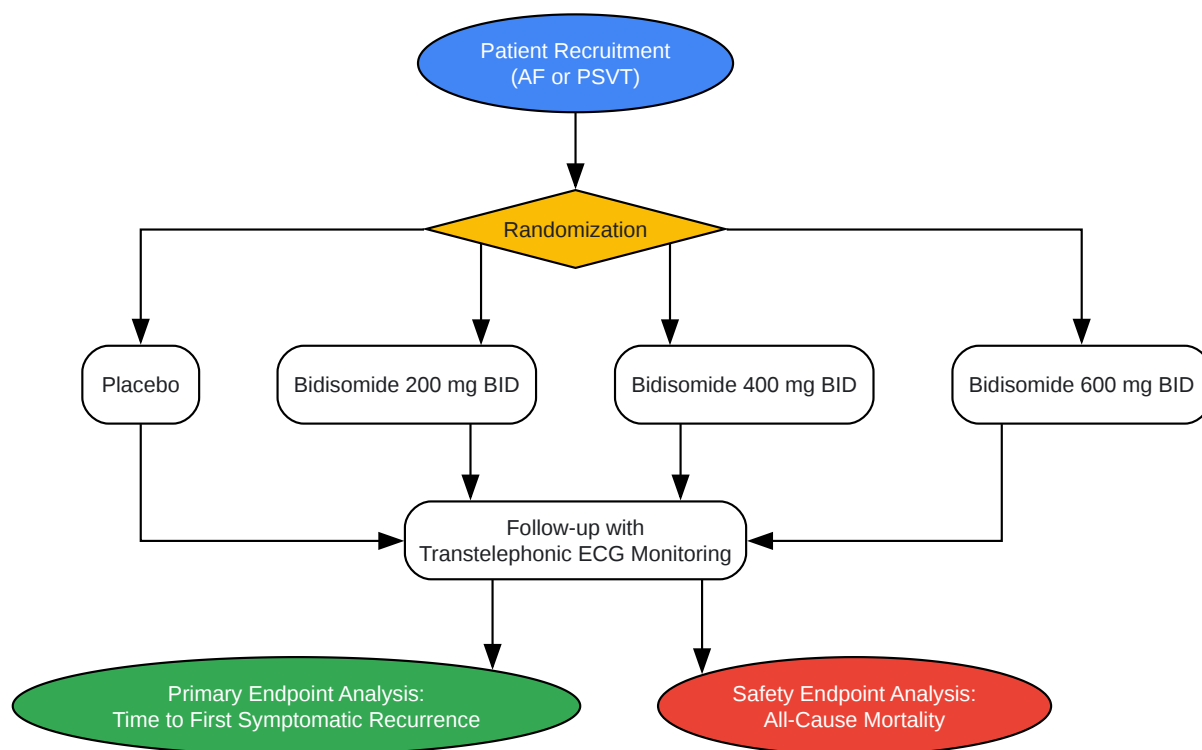 Patient Recruitment
(AF or PSVT)
Randomization
Placebo
Bidisomide 200 mg BID
Bidisomide 400 mg BID
Bidisomide 600 mg BID
Follow-up with
Transtelephonic ECG Monitoring
Primary Endpoint Analysis:
Time to First Symptomatic Recurrence
Safety Endpoint Analysis:
All-Cause Mortality